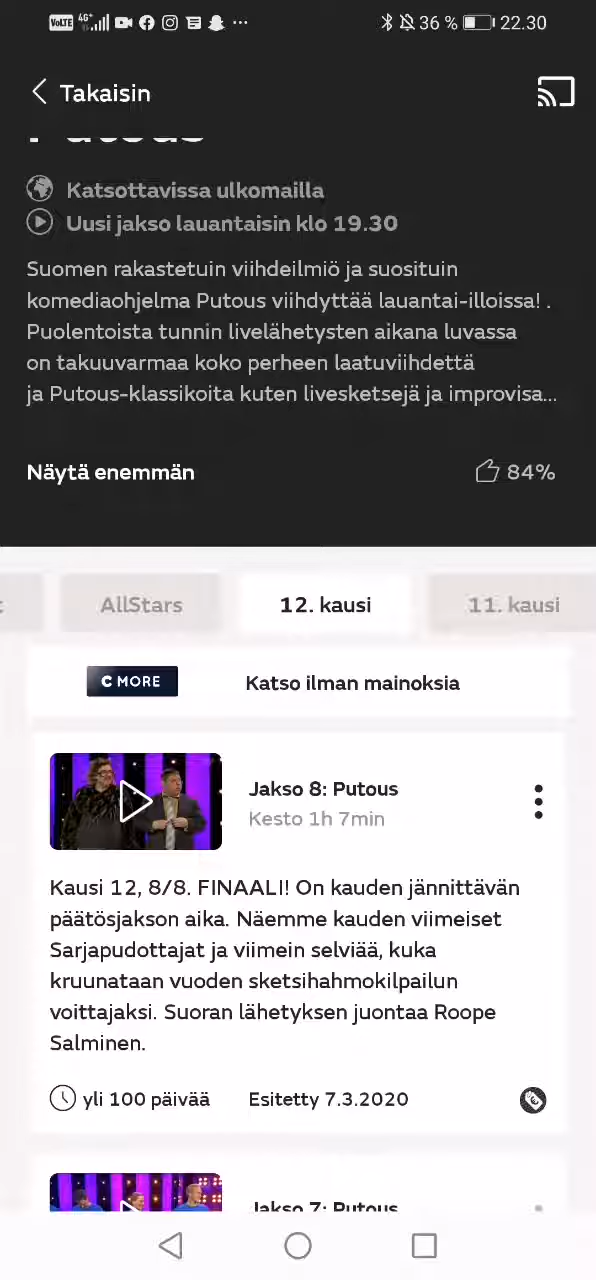 VoLTE 4G+ 36 % 22.30
Takaisin
Putous
Katsottavissa ulkomailla
Uusi jakso lauantaisin klo 19.30
Suomen rakastetuin viihdeilmiö ja suosituin
komediaohjelma Putous viihdyttää lauantai-illoissa! .
Puolentoista tunnin livelähetysten aikana luvassa
on takuuvarmaa koko perheen laatuviihdettä
ja Putous-klassikoita kuten livesketsejä ja improvisa...
Näytä enemmän 84%
AllStars 12. kausi 11. kausi
C MORE Katso ilman mainoksia
Jakso 8: Putous
Kesto 1h 7min
Kausi 12, 8/8. FINAALI! On kauden jännittävän
päätösjakson aika. Näemme kauden viimeiset
Sarjapudottajat ja viimein selviää, kuka
kruunataan vuoden sketsihahmokilpailun
voittajaksi. Suoran lähetyksen juontaa Roope
Salminen.
yli 100 päivää Esitetty 7.3.2020
Jakso 7: Putous